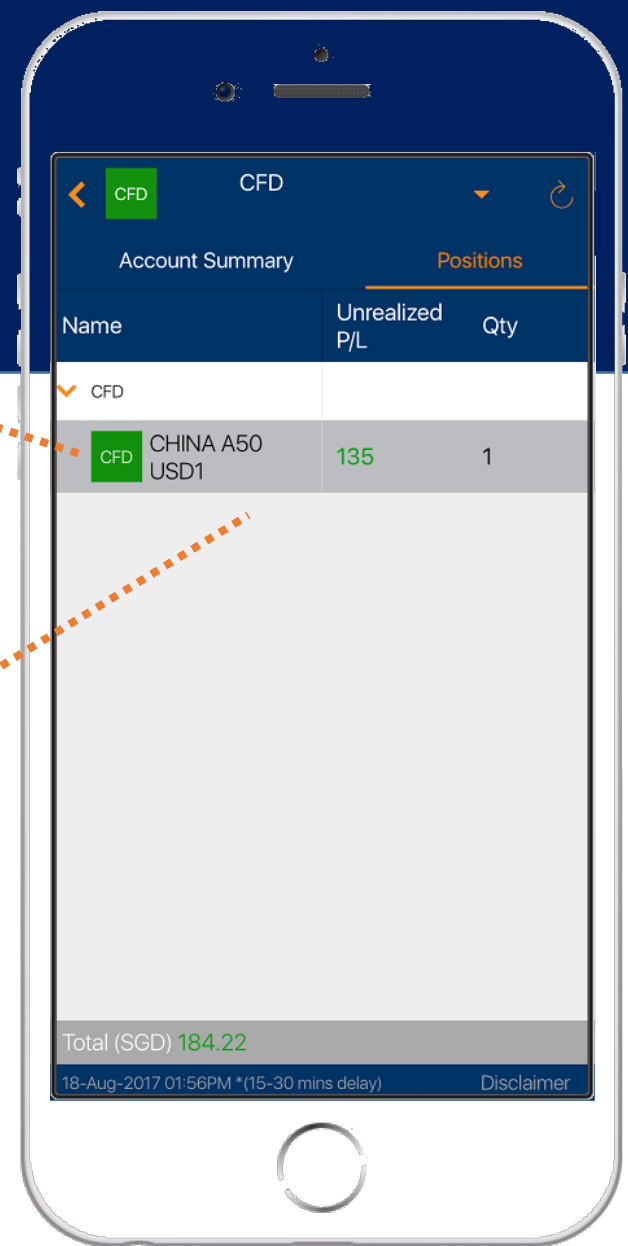 CFD CFD
Account Summary Positions
Name Unrealized P/L Qty
CFD
CFD CHINA A50 USD1 135 1
Total (SGD) 184.22
18-Aug-2017 01:56PM *(15-30 mins delay) Disclaimer